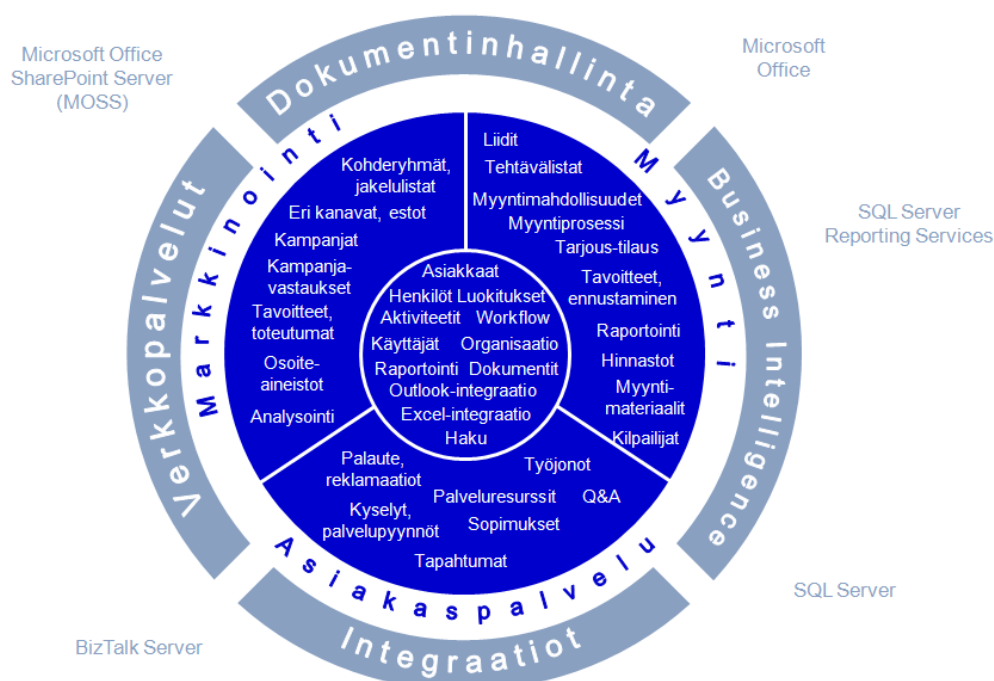 Microsoft Office
SharePoint Server
(MOSS)
Dokumentinhallinta
Microsoft
Office
Verkkopalvelut
Business Intelligence
SQL Server
Reporting Services
SQL Server
Integraatiot
BizTalk Server
Markkinointi
Kohderyhmät,
jakelulistat
Eri kanavat, estot
Kampanjat
Kampanja-
vastaukset
Tavoitteet,
toteutumat
Osoite-
aineistot
Analysointi
Myynti
Liidit
Tehtävälistat
Myyntimahdollisuudet
Myyntiprosessi
Tarjous-tilaus
Tavoitteet,
ennustaminen
Raportointi
Hinnastot
Myynti-
materiaalit
Kilpailijat
Asiakkaat
Henkilöt Luokitukset
Aktiviteetit Workflow
Käyttäjät Organisaatio
Raportointi Dokumentit
Outlook-integraatio
Excel-integraatio
Haku
Asiakaspalvelu
Palaute,
reklamaatiot
Työjonot
Palveluresurssit
Q&A
Kyselyt,
palvelupyynnöt
Sopimukset
Tapahtumat